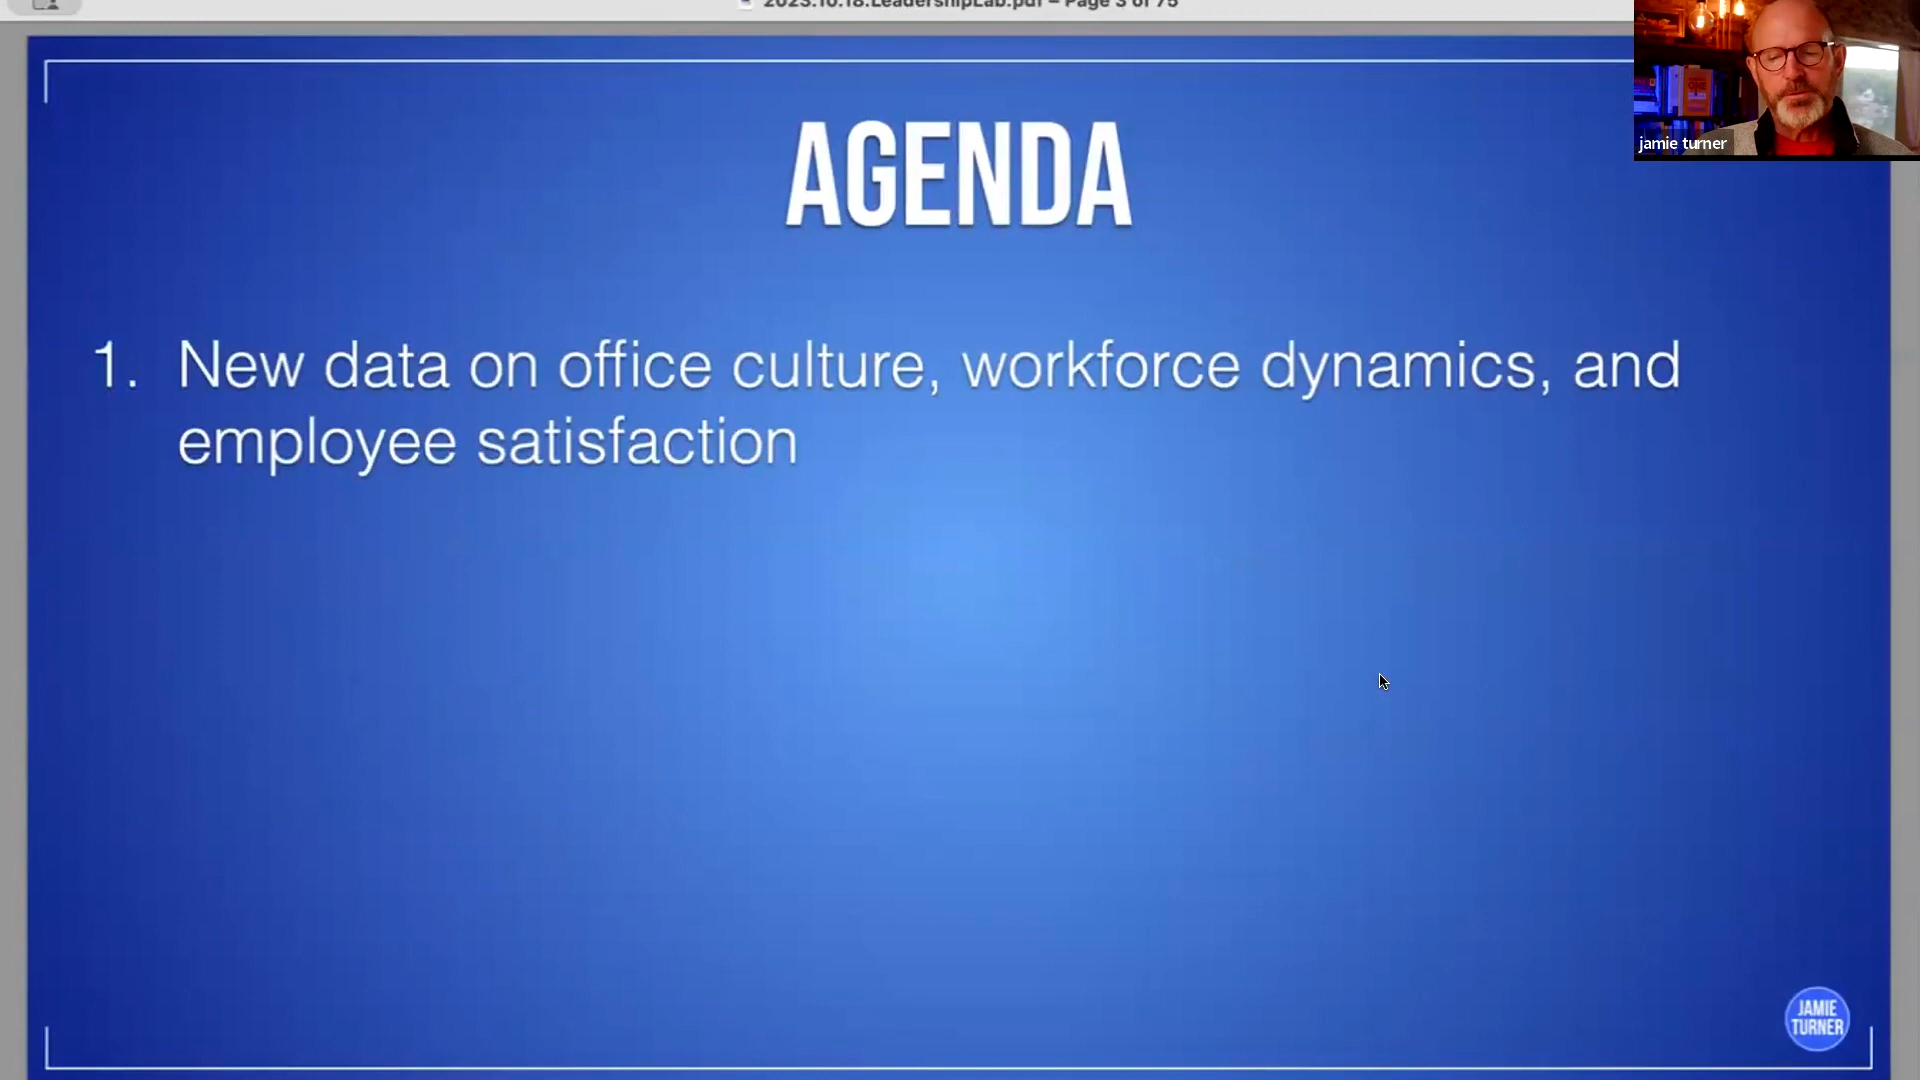 2023.10.18.LeadershipLab.pdf – Page 3 of 75
jamie turner
AGENDA
1. New data on office culture, workforce dynamics, and
employee satisfaction
JAMIE
TURNER